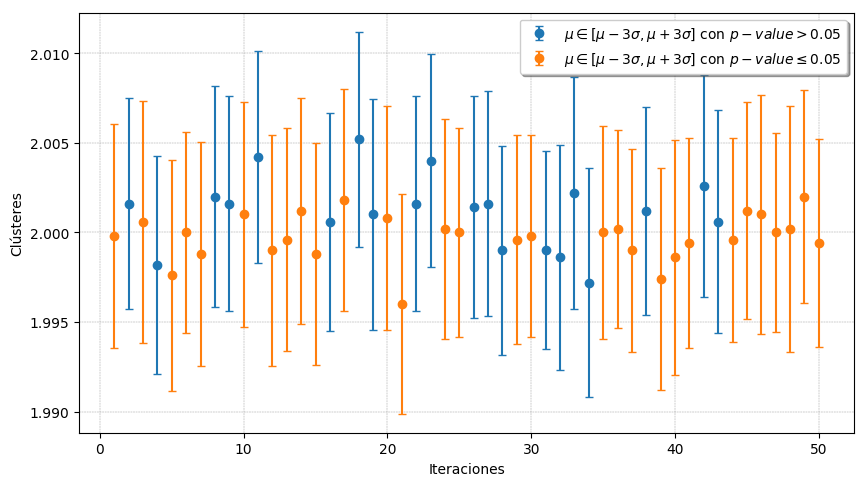 μ ∈ [μ − 3σ, μ + 3σ] con p − value > 0.05
μ ∈ [μ − 3σ, μ + 3σ] con p − value ≤ 0.05
Clústeres
2.010
2.005
2.000
1.995
1.990
0 10 20 30 40 50
Iteraciones